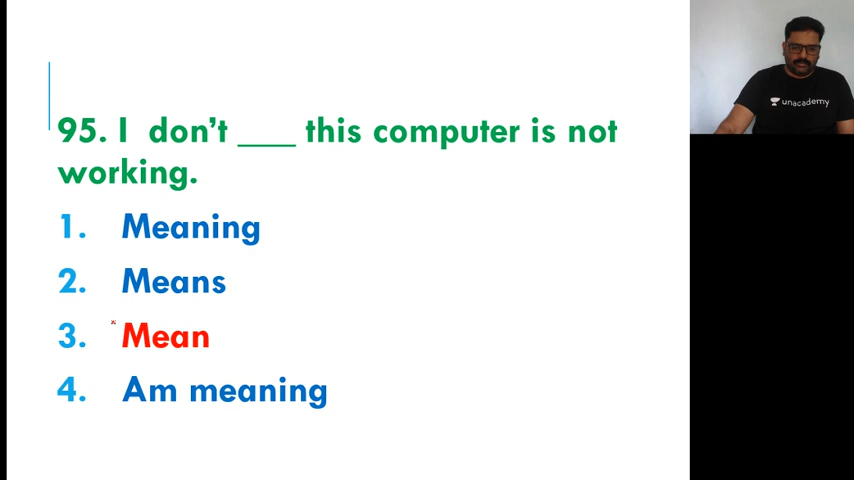 95. I don't ___ this computer is not
working.
1. Meaning
2. Means
3. Mean
4. Am meaning
unacademy